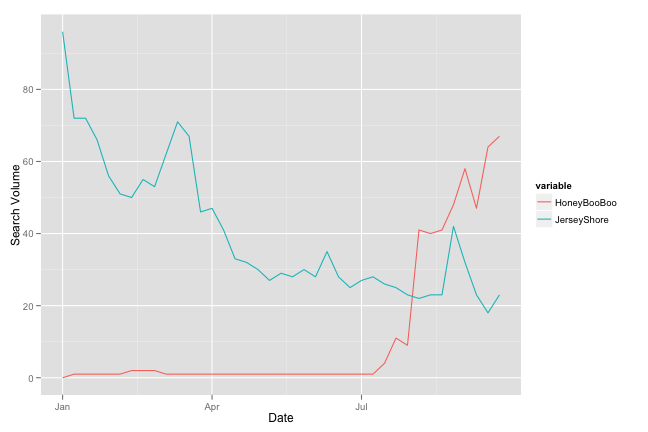 Search Volume
80
60
40
20
0
Jan
Apr
Jul
Date
variable
HoneyBooBoo
JerseyShore